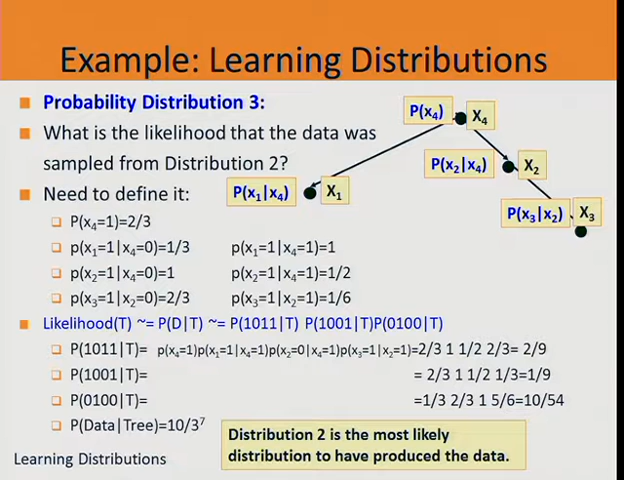 Example: Learning Distributions
Probability Distribution 3:
What is the likelihood that the data was
sampled from Distribution 2?
Need to define it:
P(x₄=1)=2/3
p(x₁=1|x₄=0)=1/3 p(x₁=1|x₄=1)=1
p(x₂=1|x₄=0)=1 p(x₂=1|x₄=1)=1/2
p(x₃=1|x₂=0)=2/3 p(x₃=1|x₂=1)=1/6
P(x₄) X₄
P(x₂|x₄) X₂
P(x₁|x₄) X₁
P(x₃|x₂) X₃
Likelihood(T) ~= P(D|T) ~= P(1011|T) P(1001|T)P(0100|T)
P(1011|T)= p(x₄=1)p(x₁=1|x₄=1)p(x₂=0|x₄=1)p(x₃=1|x₂=1)=2/3 1 1/2 2/3= 2/9
P(1001|T)= = 2/3 1 1/2 1/3=1/9
P(0100|T)= =1/3 2/3 1 5/6=10/54
P(Data|Tree)=10/3⁷
Distribution 2 is the most likely
distribution to have produced the data.
Learning Distributions